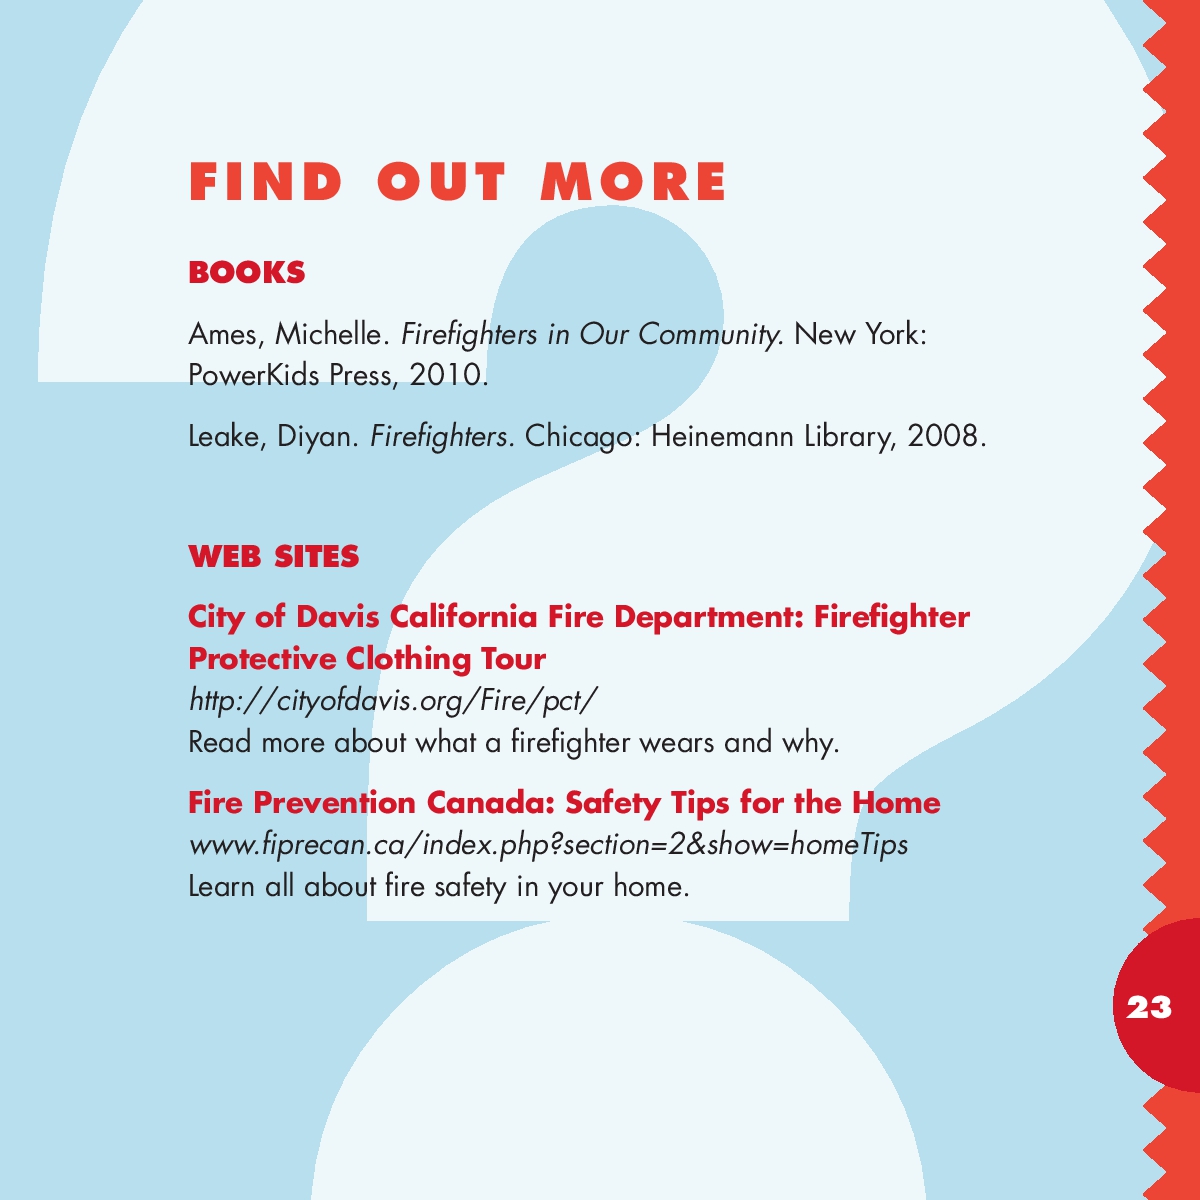 FIND OUT MORE
BOOKS
Ames, Michelle. Firefighters in Our Community. New York:
PowerKids Press, 2010.
Leake, Diyan. Firefighters. Chicago: Heinemann Library, 2008.
WEB SITES
City of Davis California Fire Department: Firefighter
Protective Clothing Tour
http://cityofdavis.org/Fire/pct/
Read more about what a firefighter wears and why.
Fire Prevention Canada: Safety Tips for the Home
www.fiprecan.ca/index.php?section=2&show=homeTips
Learn all about fire safety in your home.
23